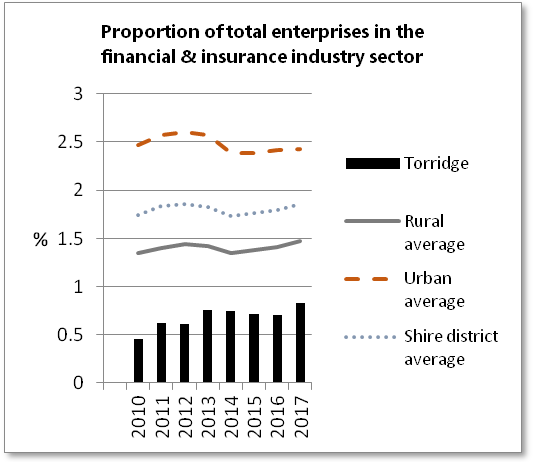 Proportion of total enterprises in the
financial & insurance industry sector
3
2.5
2
1.5
1
0.5
0
%
2010
2011
2012
2013
2014
2015
2016
2017
Torridge
Rural
average
Urban
average
Shire district
average